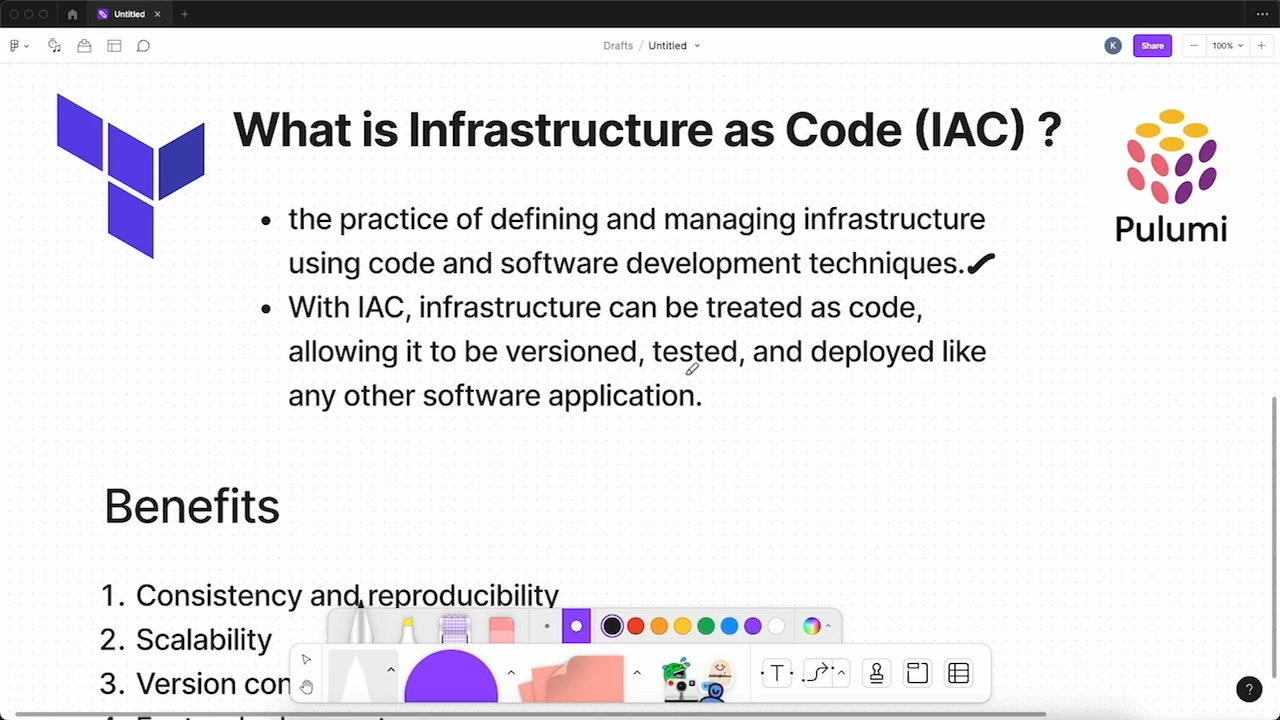 Untitled
Drafts / Untitled
K
Share
100%
What is Infrastructure as Code (IAC) ?
Pulumi
• the practice of defining and managing infrastructure
using code and software development techniques.
• With IAC, infrastructure can be treated as code,
allowing it to be versioned, tested, and deployed like
any other software application.
Benefits
1. Consistency and reproducibility
2. Scalability
3. Version con
T
?